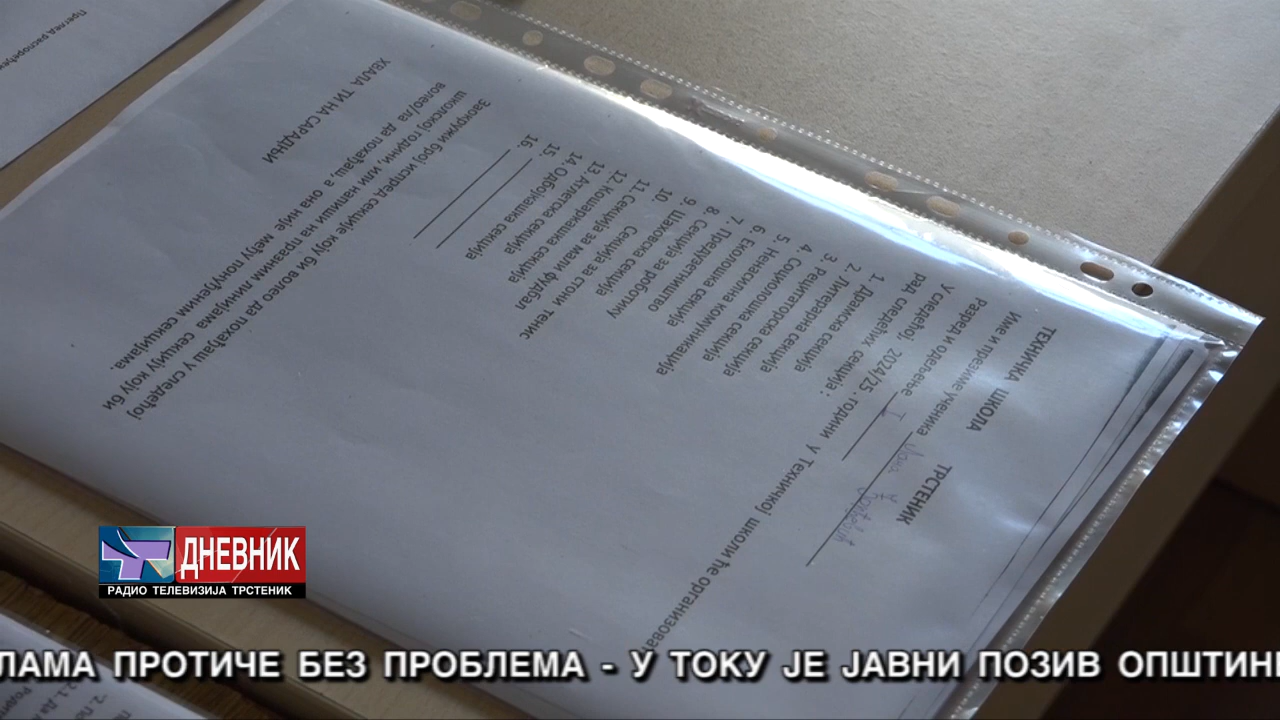 ТЕХНИЧКА ШКОЛА ТРСТЕНИК
Име и презиме ученика
Разред и одељење I
У следећој, 2024/25. години у Техничкој школи ће организова
рад следећих секција:
1. Драмска секција
2. Литерарна секција
3. Рецитаторска секција
4. Социолошка секција
5. Ненасилна комуникација
6. Еколошка секција
7. Предузетништво
8. Секција за роботику
9. Шаховска секција
10. Секција за стони тенис
11. Секција за мали фудбал
12. Кошаркашка секција
13. Атлетска секција
14. Одбојкашка секција
15.
16.
Заокружи број испред секције коју би волео да похађаш у следећој
школској години, или напиши на празним линијама секцију коју би
волео/ла да похађаш, а она није међу понуђеним секцијама.
ХВАЛА ТИ НА САРАДЊИ
ДНЕВНИК
РАДИО ТЕЛЕВИЗИЈА ТРСТЕНИК
ЛАМА ПРОТИЧЕ БЕЗ ПРОБЛЕМА - У ТОКУ ЈЕ ЈАВНИ ПОЗИВ ОПШТИН